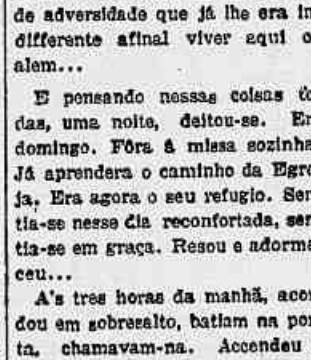 de adversidade que já lhe era in
differente afinal viver aqui o
alem...
E pensando nessas coisas to
das, uma noite, deitou-se. Er
domingo. Fôra á missa sozinha
Já aprendera o caminho da Egre
ja. Era agora o seu refugio. Sen
tia-se nesse dia reconfortada, sen
tia-se em graça. Resou e adorme
ceu...
A's tres horas da manhã, acor
dou em sobresalto, batiam na por
ta, chamavam-na. Accendeu